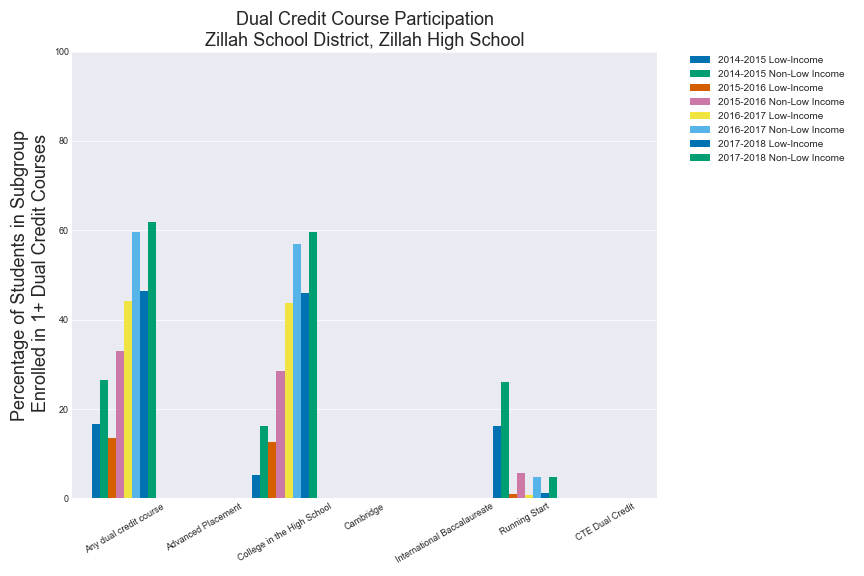 Dual Credit Course Participation
Zillah School District, Zillah High School
Percentage of Students in Subgroup
Enrolled in 1+ Dual Credit Courses
100
80
60
40
20
0
Any dual credit course
Advanced Placement
College in the High School
Cambridge
International Baccalaureate
Running Start
CTE Dual Credit
2014-2015 Low-Income
2014-2015 Non-Low Income
2015-2016 Low-Income
2015-2016 Non-Low Income
2016-2017 Low-Income
2016-2017 Non-Low Income
2017-2018 Low-Income
2017-2018 Non-Low Income